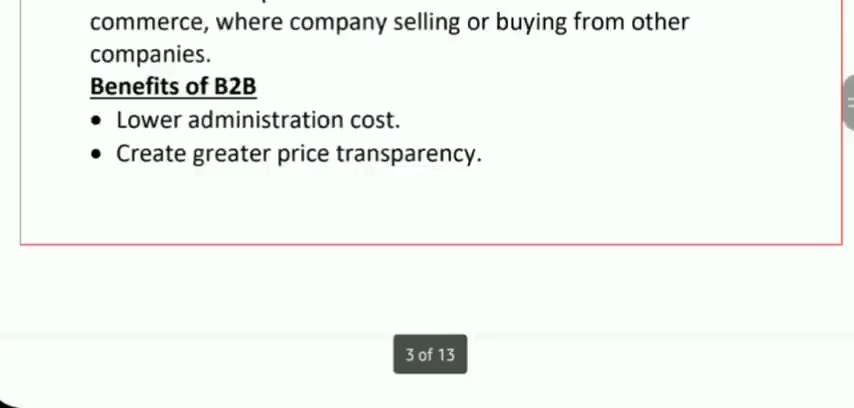 commerce, where company selling or buying from other
companies.
Benefits of B2B
• Lower administration cost.
• Create greater price transparency.
3 of 13